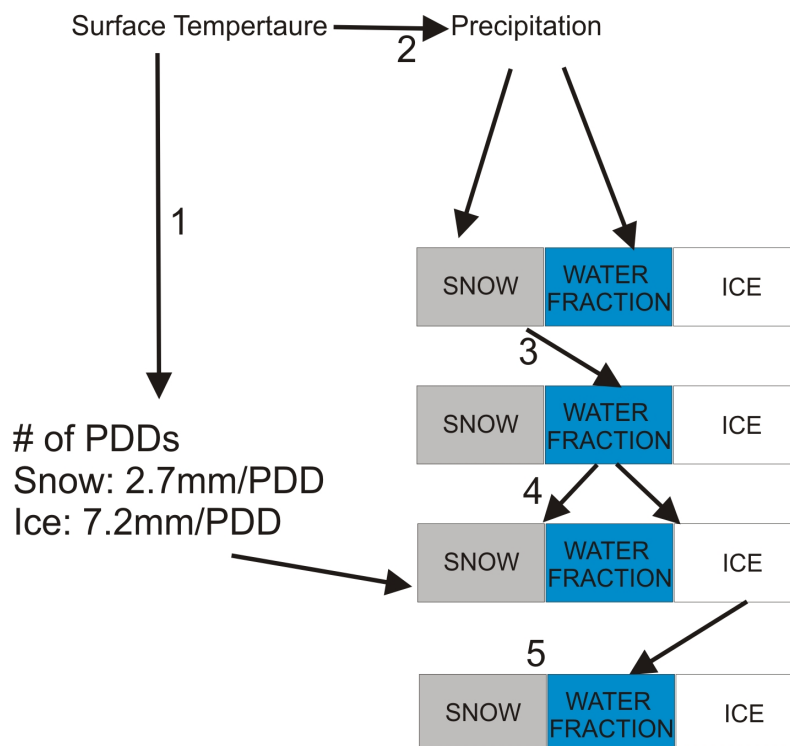 Surface Tempertaure
2
Precipitation
1
SNOW
WATER
FRACTION
ICE
3
SNOW
WATER
FRACTION
ICE
# of PDDs
Snow: 2.7mm/PDD
Ice: 7.2mm/PDD
4
SNOW
WATER
FRACTION
ICE
5
SNOW
WATER
FRACTION
ICE